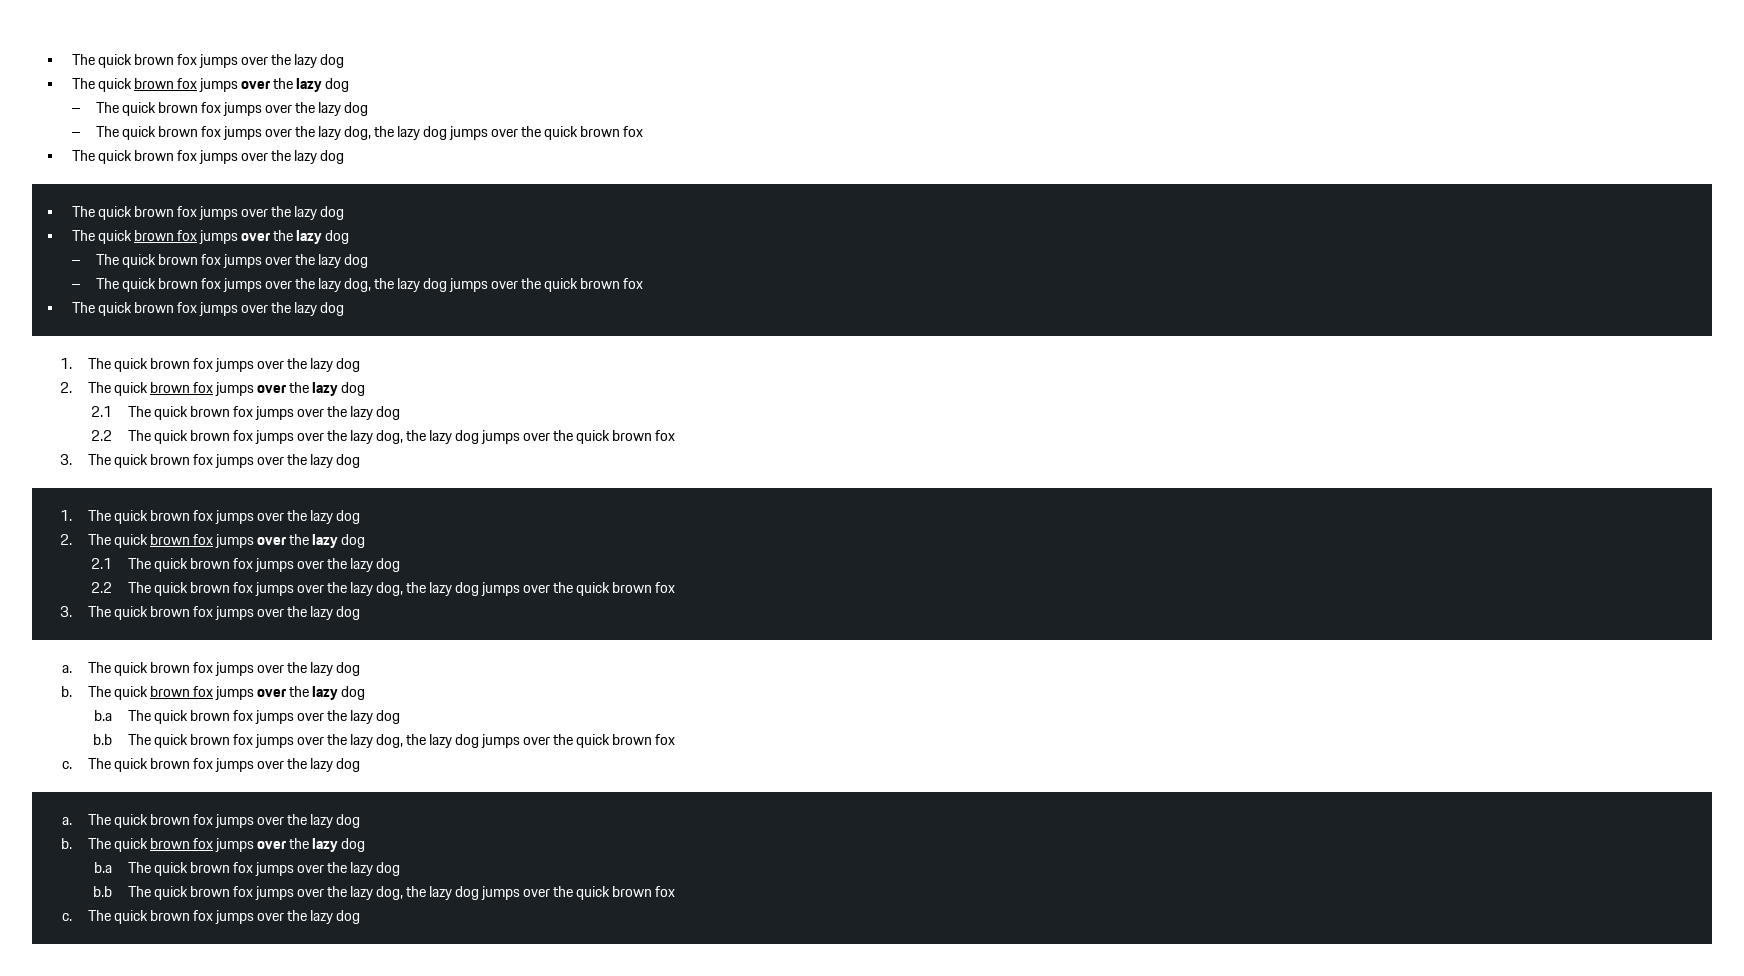 ▪ The quick brown fox jumps over the lazy dog
▪ The quick brown fox jumps over the lazy dog
– The quick brown fox jumps over the lazy dog
– The quick brown fox jumps over the lazy dog, the lazy dog jumps over the quick brown fox
▪ The quick brown fox jumps over the lazy dog
▪ The quick brown fox jumps over the lazy dog
▪ The quick brown fox jumps over the lazy dog
– The quick brown fox jumps over the lazy dog
– The quick brown fox jumps over the lazy dog, the lazy dog jumps over the quick brown fox
▪ The quick brown fox jumps over the lazy dog
1. The quick brown fox jumps over the lazy dog
2. The quick brown fox jumps over the lazy dog
2.1 The quick brown fox jumps over the lazy dog
2.2 The quick brown fox jumps over the lazy dog, the lazy dog jumps over the quick brown fox
3. The quick brown fox jumps over the lazy dog
1. The quick brown fox jumps over the lazy dog
2. The quick brown fox jumps over the lazy dog
2.1 The quick brown fox jumps over the lazy dog
2.2 The quick brown fox jumps over the lazy dog, the lazy dog jumps over the quick brown fox
3. The quick brown fox jumps over the lazy dog
a. The quick brown fox jumps over the lazy dog
b. The quick brown fox jumps over the lazy dog
b.a The quick brown fox jumps over the lazy dog
b.b The quick brown fox jumps over the lazy dog, the lazy dog jumps over the quick brown fox
c. The quick brown fox jumps over the lazy dog
a. The quick brown fox jumps over the lazy dog
b. The quick brown fox jumps over the lazy dog
b.a The quick brown fox jumps over the lazy dog
b.b The quick brown fox jumps over the lazy dog, the lazy dog jumps over the quick brown fox
c. The quick brown fox jumps over the lazy dog